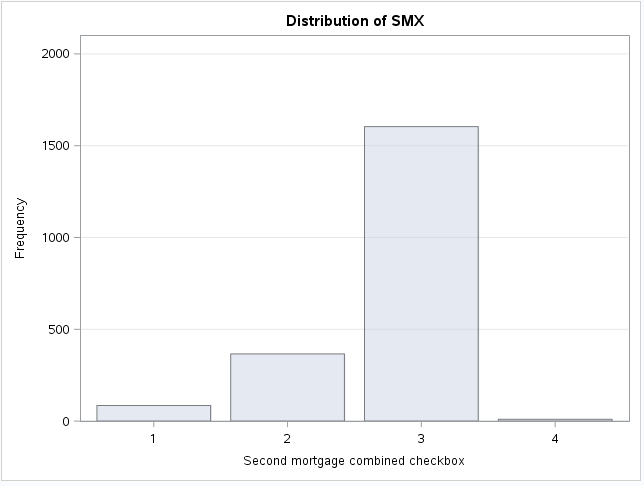 Distribution of SMX
2000
1500
1000
500
0
Frequency
1 2 3 4
Second mortgage combined checkbox